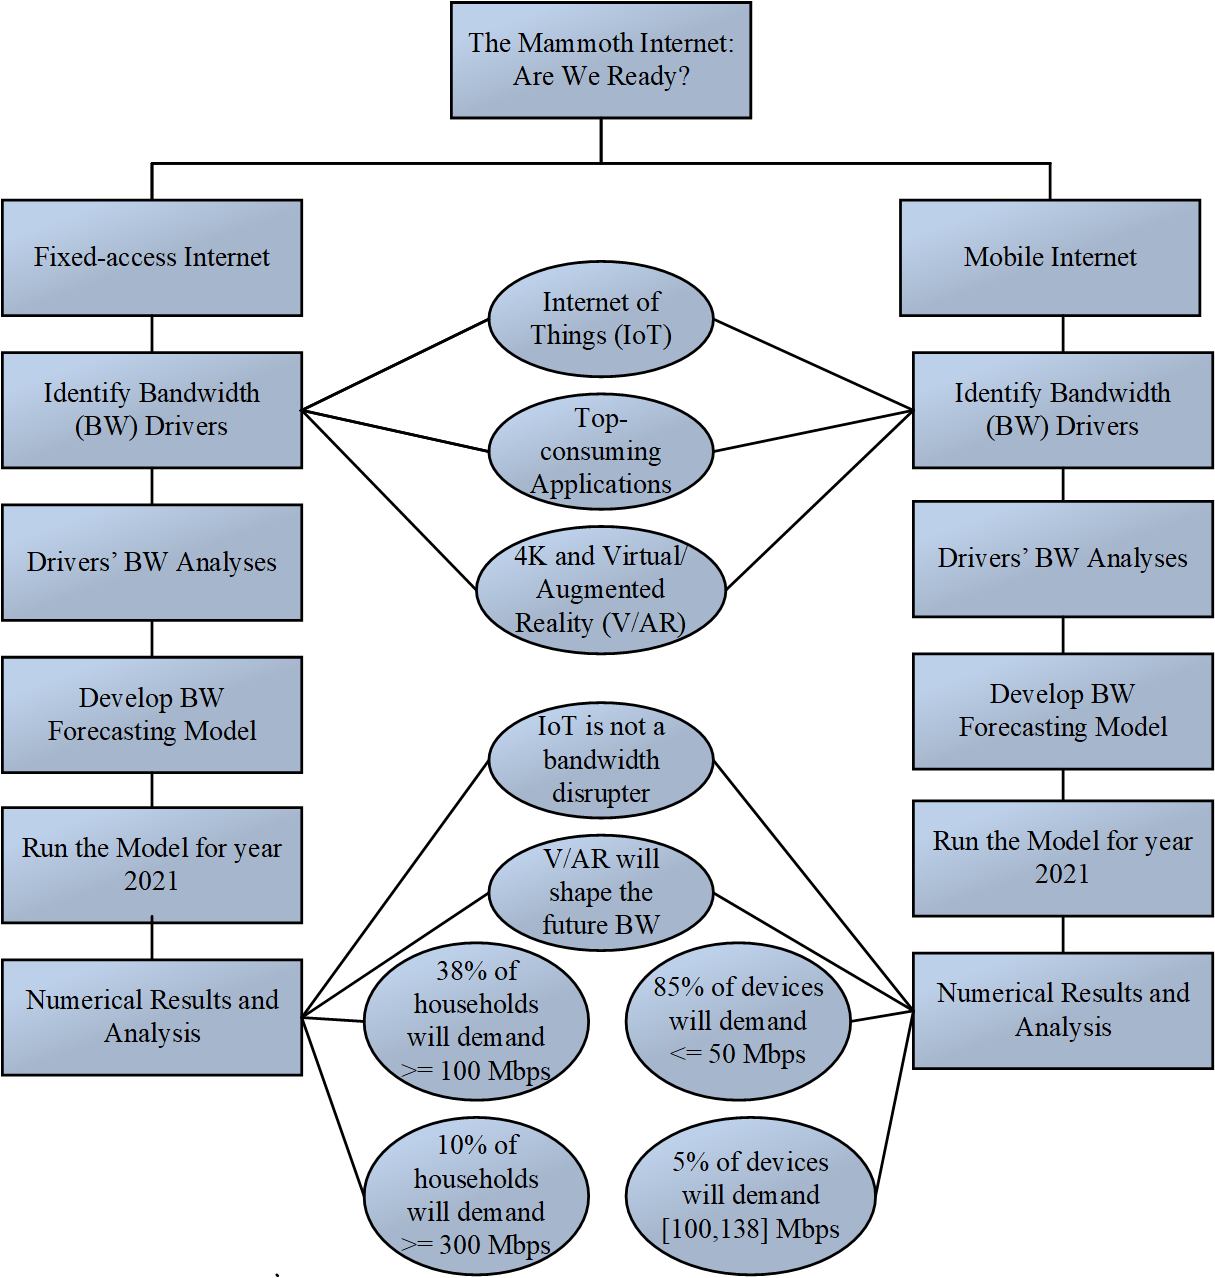 The Mammoth Internet:
Are We Ready?
Fixed-access Internet
Mobile Internet
Internet of
Things (IoT)
Identify Bandwidth
(BW) Drivers
Identify Bandwidth
(BW) Drivers
Top-
consuming
Applications
4K and Virtual/
Augmented
Reality (V/AR)
Drivers’ BW Analyses
Drivers’ BW Analyses
Develop BW
Forecasting Model
Develop BW
Forecasting Model
IoT is not a
bandwidth
disrupter
Run the Model for year
2021
Run the Model for year
2021
V/AR will
shape the
future BW
Numerical Results and
Analysis
38% of
households
will demand
>= 100 Mbps
85% of devices
will demand
<= 50 Mbps
Numerical Results and
Analysis
10% of
households
will demand
>= 300 Mbps
5% of devices
will demand
[100,138] Mbps